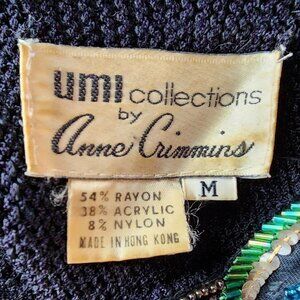 umi collections
by
Anne Crimmins
M
54% RAYON
38% ACRYLIC
8% NYLON
MADE IN HONG KONG